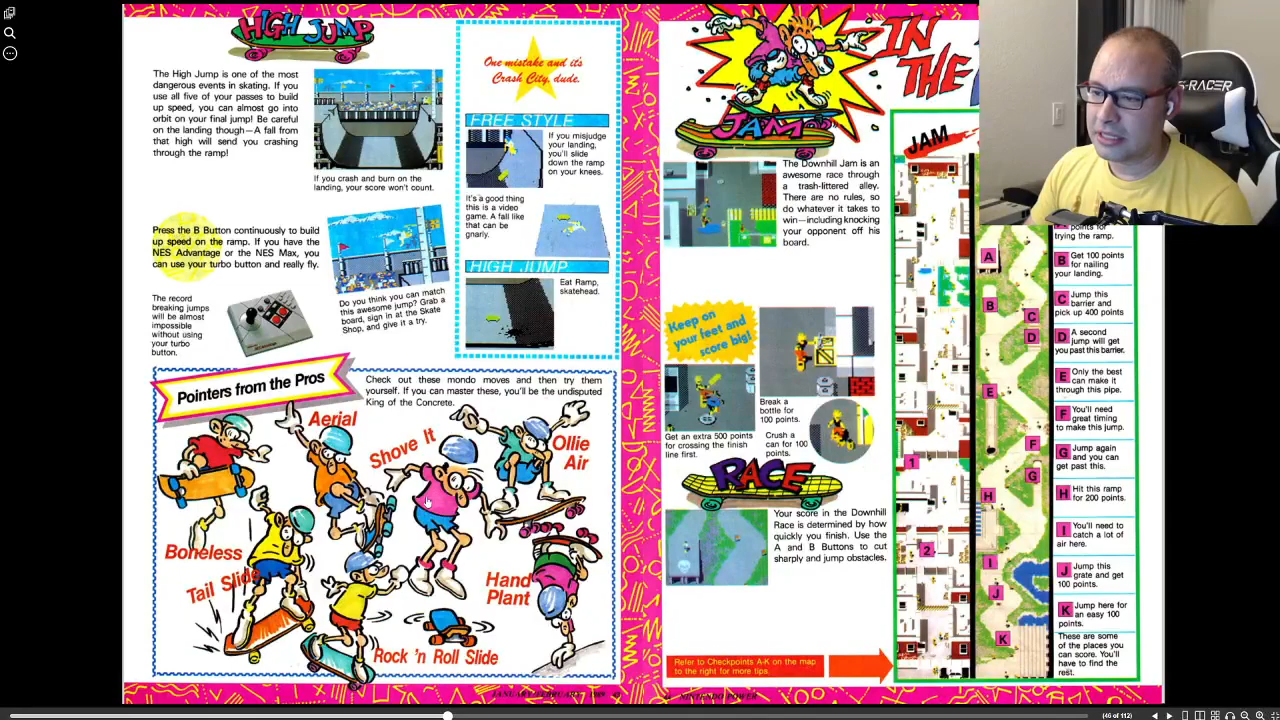 HIGH JUMP
The High Jump is one of the most
dangerous events in skating. If you
use all five of your passes to build
up speed, you can almost go into
orbit on your final jump! Be careful
on the landing though—A fall from
that high will send you crashing
through the ramp!
If you crash and burn on the
landing, your score won't count.
Press the B Button continuously to build
up speed on the ramp. If you have the
NES Advantage or the NES Max, you
can use your turbo button and really fly.
The record
breaking jumps
will be almost
impossible
without using
your turbo
button.
Do you think you can match
this awesome jump? Grab a
board, sign in at the Skate
Shop, and give it a try.
One mistake and it's
Crash City, dude.
FREE STYLE
If you misjudge
your landing,
you'll slide
down the ramp
on your knees.
It's a good thing
this is a video
game. A fall like
that can be
gnarly.
HIGH JUMP
Eat Ramp,
skatehead.
Pointers from the Pros
Check out these mondo moves and then try them
yourself. If you can master these, you'll be the undisputed
King of the Concrete.
Aerial
Shove It
Ollie
Air
Boneless
Tail Slide
Hand
Plant
Rock 'n Roll Slide
JANUARY/FEBRUARY 1989 43
JAM
The Downhill Jam is an
awesome race through
a trash-littered alley.
There are no rules, so
do whatever it takes to
win—including knocking
your opponent off his
board.
Keep on
your feet and
score big!
Break a
bottle for
100 points.
Get an extra 500 points
for crossing the finish
line first.
Crush a
can for 100
points.
RACE
Your score in the Downhill
Race is determined by how
quickly you finish. Use the
A and B Buttons to cut
sharply and jump obstacles.
Refer to Checkpoints A-K on the map
to the right for more tips.
44 NINTENDO POWER
IN
THE
JAM
1
2
A
B
C
D
E
F
G
H
I
J
K
points for
trying the ramp.
B Get 100 points
for nailing
your landing.
C Jump this
barrier and
pick up 400 points
D A second
jump will get
you past this barrier.
E Only the best
can make it
through this pipe.
F You'll need
great timing
to make this jump.
G Jump again
and you can
get past this.
H Hit this ramp
for 200 points.
I You'll need to
catch a lot of
air here.
J Jump this
grate and get
100 points.
K Jump here for
an easy 100
points.
These are some
of the places you
can score. You'll
have to find the
rest.
S-RACER
(46 of 112)